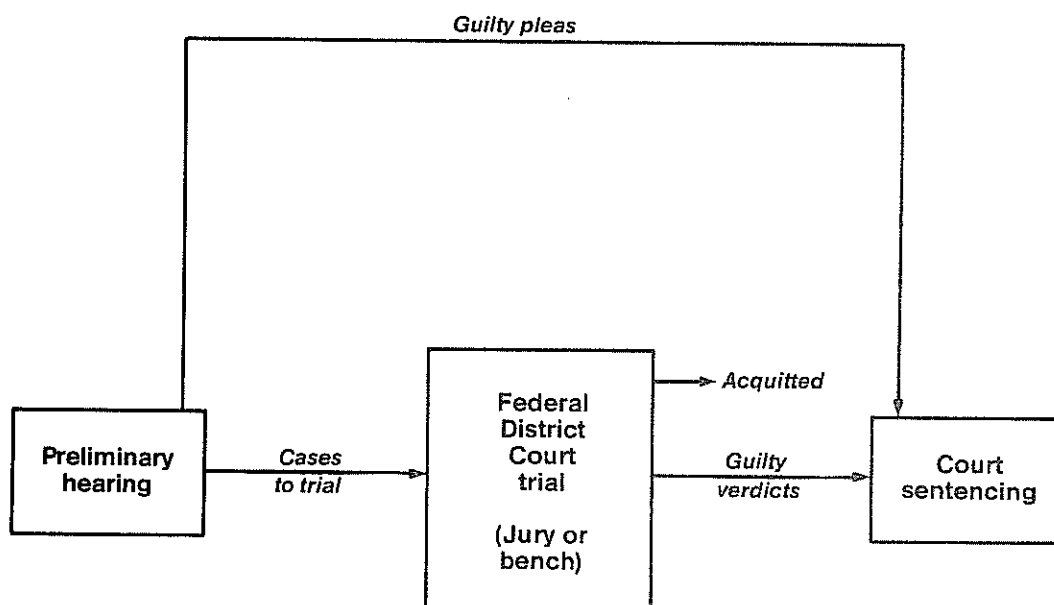 Guilty pleas
Preliminary
hearing
Cases
to trial
Federal
District
Court
trial
(Jury or
bench)
Acquitted
Guilty
verdicts
Court
sentencing